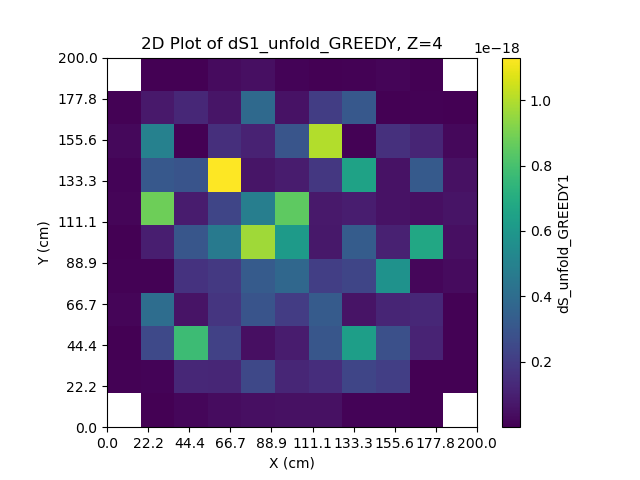 2D Plot of dS1_unfold_GREEDY, Z=4
1e−18
200.0
177.8
155.6
133.3
111.1
88.9
66.7
44.4
22.2
0.0
Y (cm)
0.0 22.2 44.4 66.7 88.9 111.1 133.3 155.6 177.8 200.0
X (cm)
1.0
0.8
0.6
0.4
0.2
dS_unfold_GREEDY1